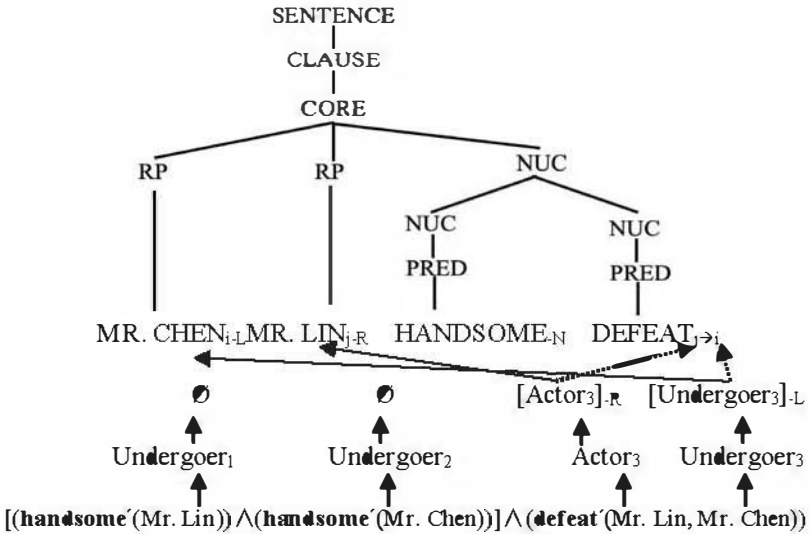 SENTENCE
CLAUSE
CORE
RP RP NUC
NUC NUC
PRED PRED
MR. CHENi-L MR. LINj-R HANDSOME-N DEFEATj→i
Ø Ø [Actor3]-R [Undergoer3]-L
Undergoer1 Undergoer2 Actor3 Undergoer3
[(handsome´(Mr. Lin)) ∧(handsome´(Mr. Chen))] ∧ (defeat´(Mr. Lin, Mr. Chen))